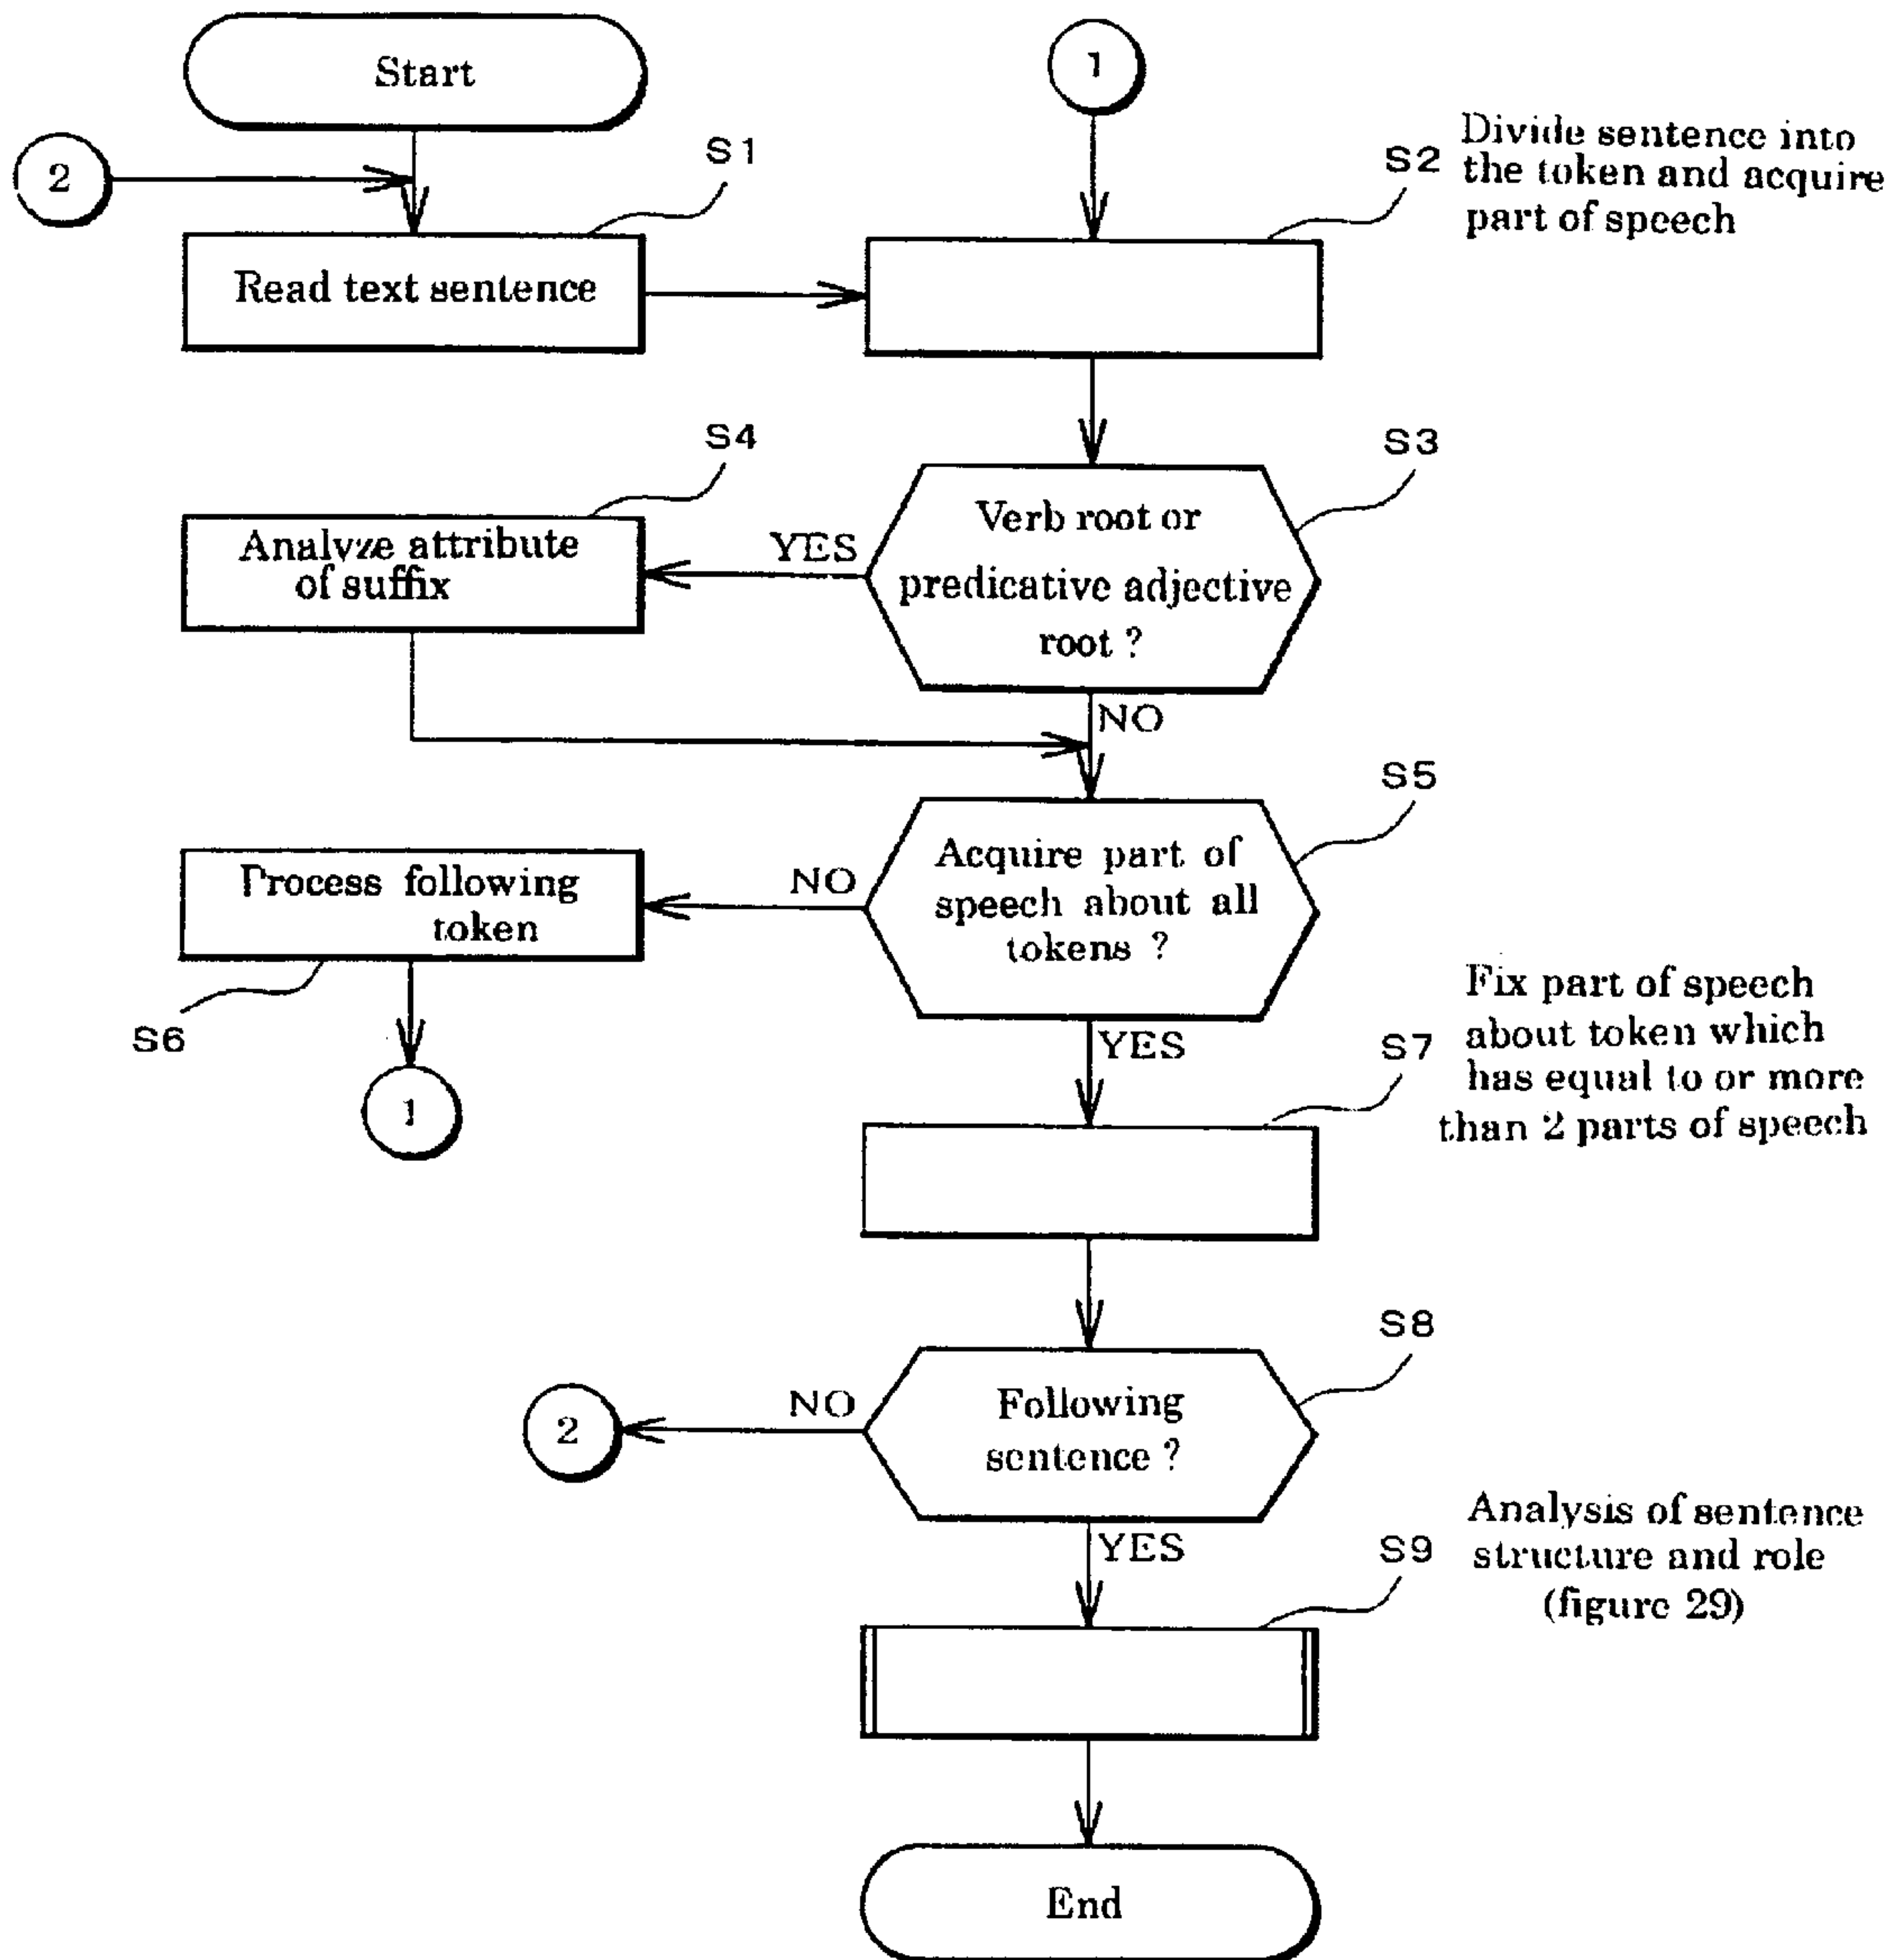 Start
1
2
S1
S2
Divide sentence into
the token and acquire
part of speech
Read text sentence
S4
S3
Analyze attribute
of suffix
YES
Verb root or
predicative adjective
root ?
NO
S5
Process following
token
NO
Acquire part of
speech about all
tokens ?
S6
1
YES
S7
Fix part of speech
about token which
has equal to or more
than 2 parts of speech
S8
2
NO
Following
sentence ?
YES
S9
Analysis of sentence
structure and role
(figure 29)
End